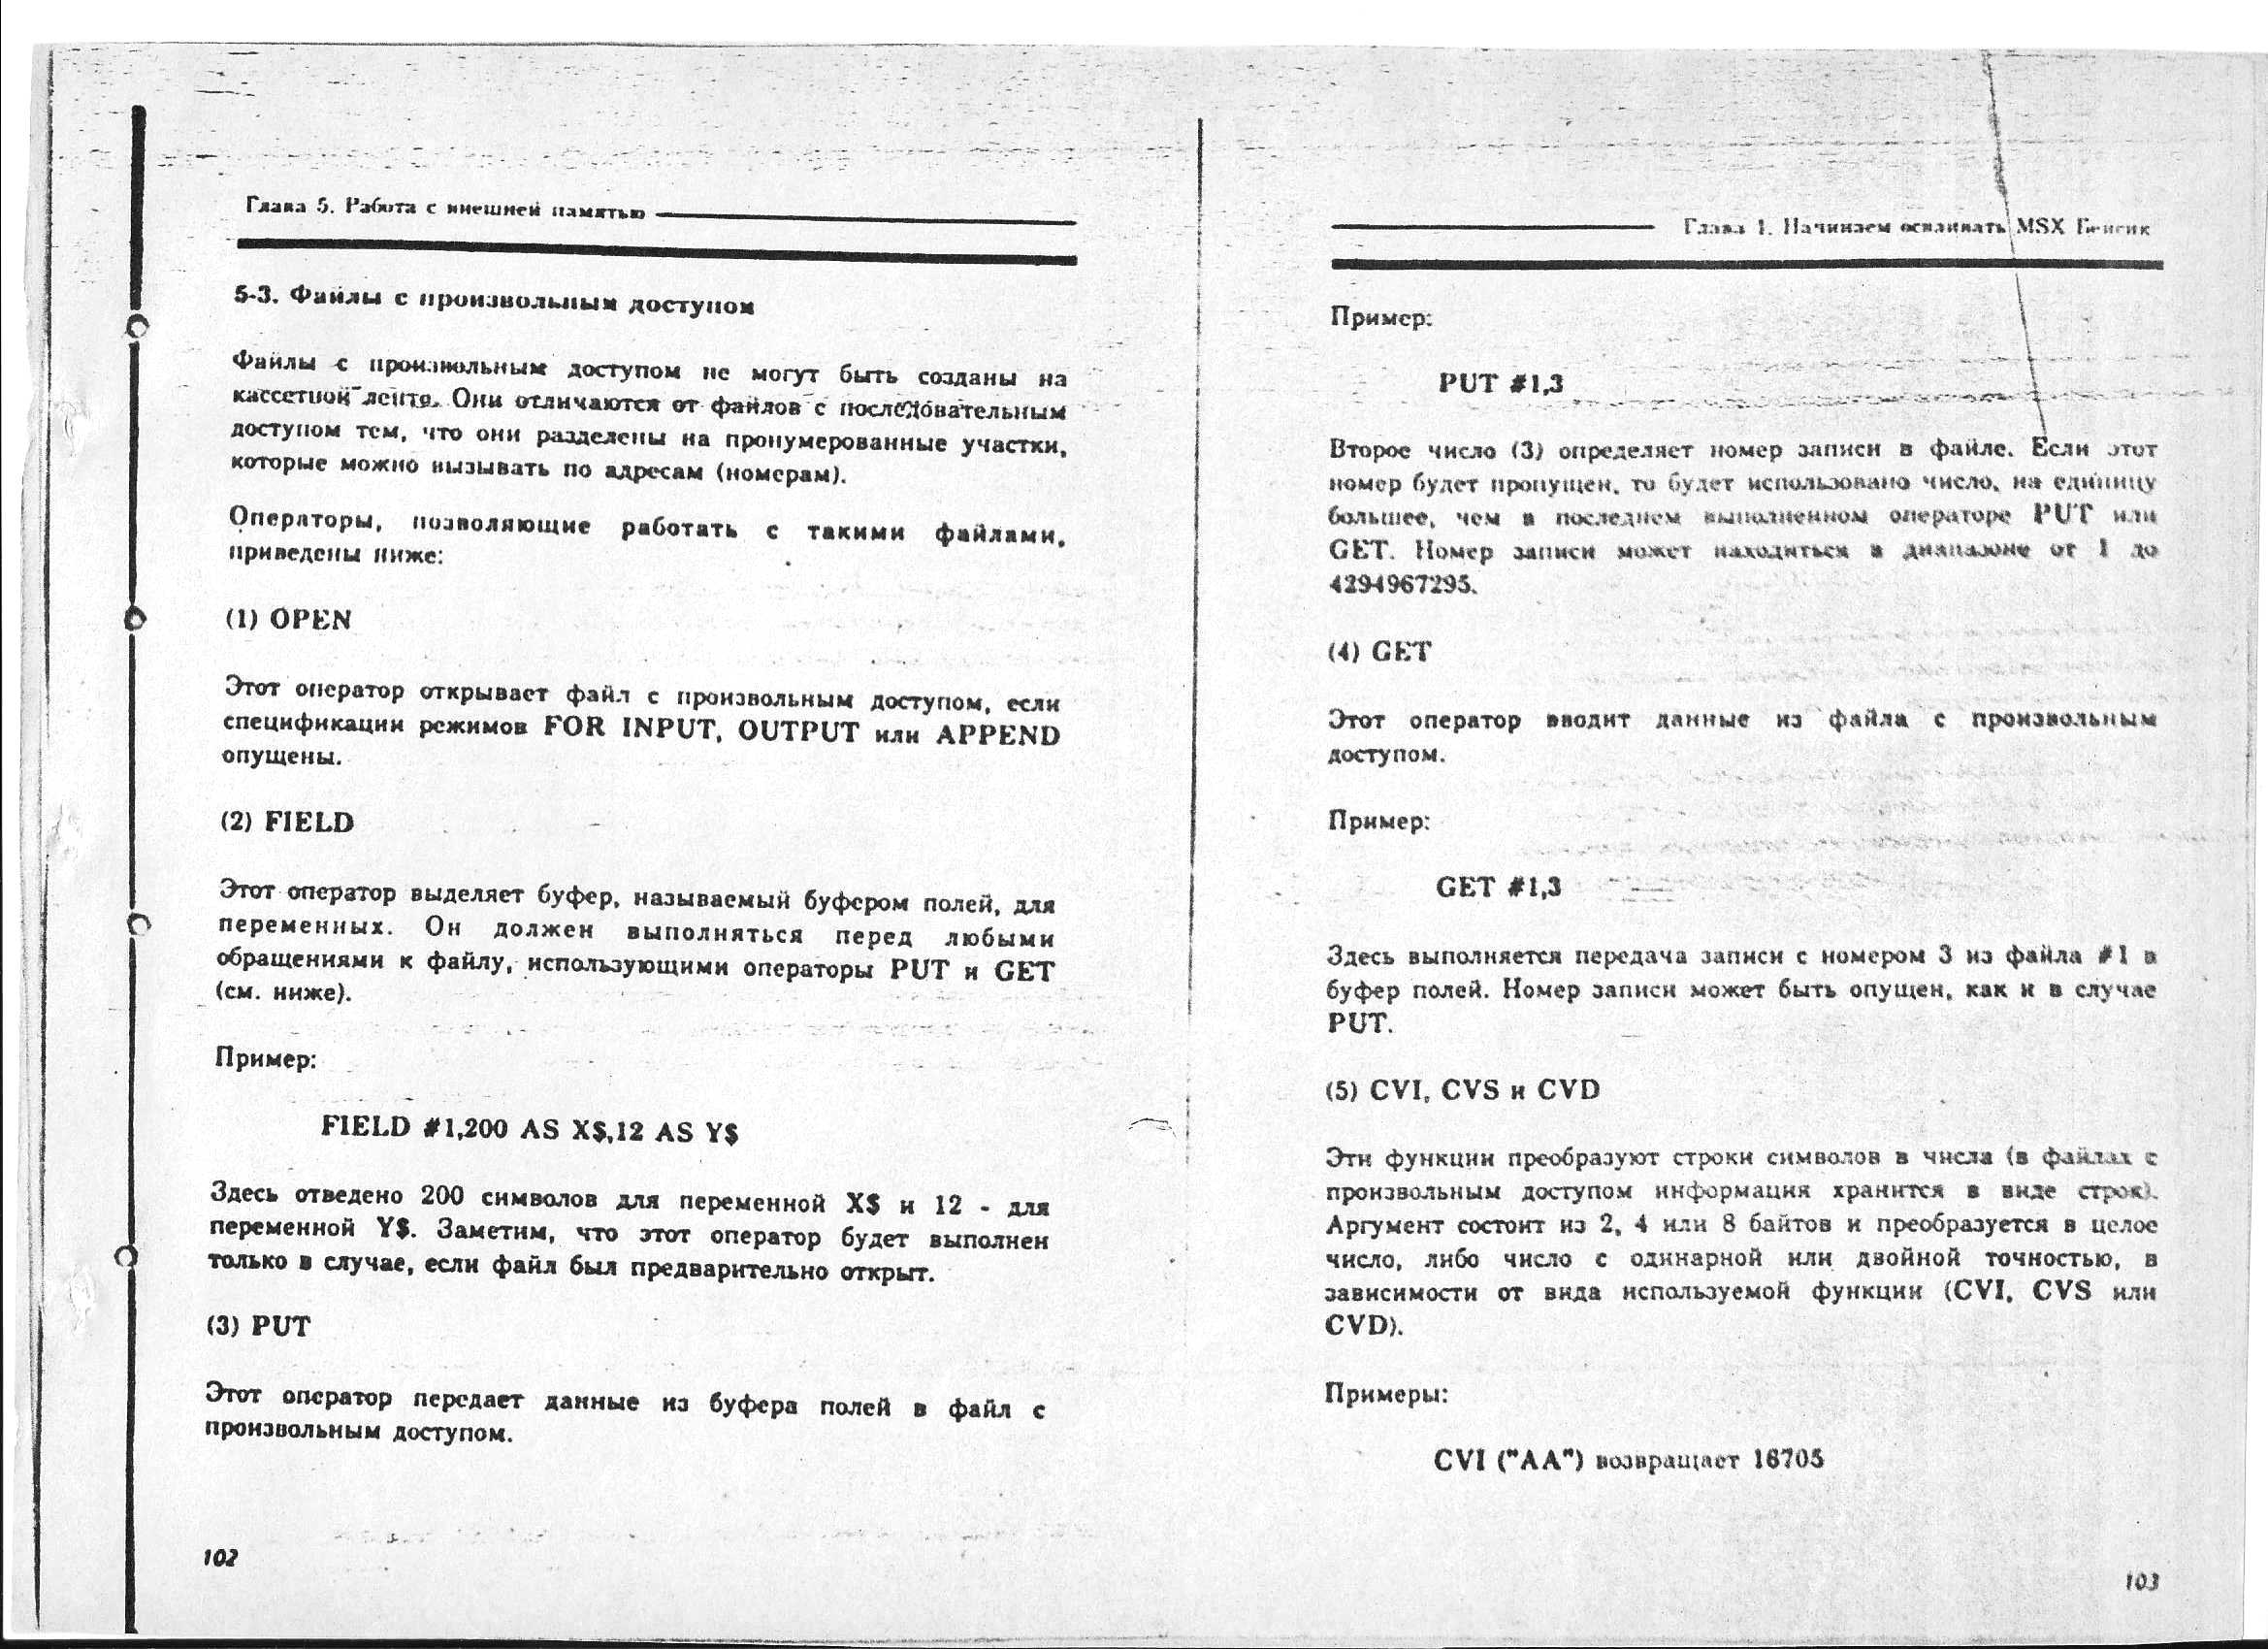 Глава 5. Работа с внешней памятью
5-3. Файлы с произвольным доступом
Файлы с произвольным доступом не могут быть созданы на
кассетной ленте. Они отличаются от файлов с последовательным
доступом тем, что они разделены на пронумерованные участки,
которые можно вызывать по адресам (номерам).
Операторы, позволяющие работать с такими файлами,
приведены ниже:
(1) OPEN
Этот оператор открывает файл с произвольным доступом, если
спецификации режимов FOR INPUT, OUTPUT или APPEND
опущены.
(2) FIELD
Этот оператор выделяет буфер, называемый буфером полей, для
переменных. Он должен выполняться перед любыми
обращениями к файлу, использующими операторы PUT и GET
(см. ниже).
Пример:
FIELD #1,200 AS X$,12 AS Y$
Здесь отведено 200 символов для переменной X$ и 12 - для
переменной Y$. Заметим, что этот оператор будет выполнен
только в случае, если файл был предварительно открыт.
(3) PUT
Этот оператор передает данные из буфера полей в файл с
произвольным доступом.
102
Глава 1. Начинаем осваивать MSX Бейсик
Пример:
PUT #1,3
Второе число (3) определяет номер записи в файле. Если этот
номер будет пропущен, то будет использовано число, на единицу
большее, чем в последнем выполненном операторе PUT или
GET. Номер записи может находиться в диапазоне от 1 до
4294967295.
(4) GET
Этот оператор вводит данные из файла с произвольным
доступом.
Пример:
GET #1,3
Здесь выполняется передача записи с номером 3 из файла #1 в
буфер полей. Номер записи может быть опущен, как и в случае
PUT.
(5) CVI, CVS и CVD
Эти функции преобразуют строки символов в числа (в файлах с
произвольным доступом информация хранится в виде строк).
Аргумент состоит из 2, 4 или 8 байтов и преобразуется в целое
число, либо число с одинарной или двойной точностью, в
зависимости от вида используемой функции (CVI, CVS или
CVD).
Примеры:
CVI ("AA") возвращает 16705
103